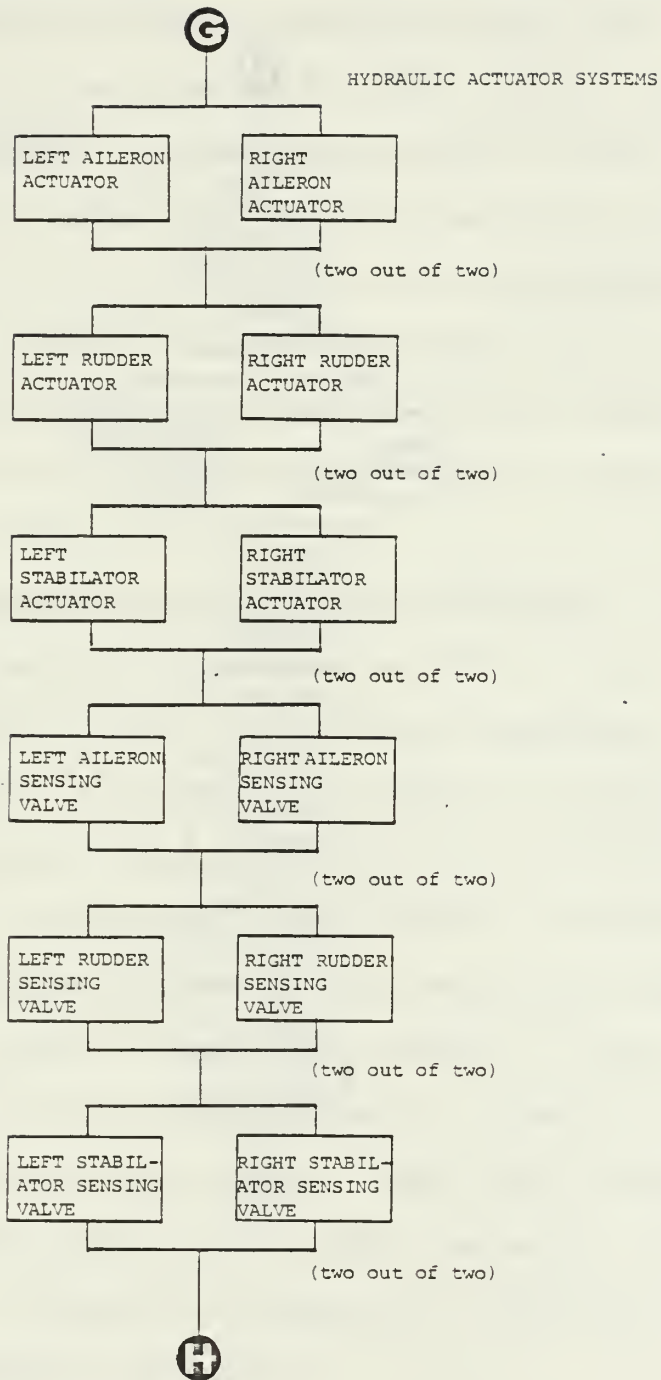 G
HYDRAULIC ACTUATOR SYSTEMS
LEFT AILERON
ACTUATOR
RIGHT
AILERON
ACTUATOR
(two out of two)
LEFT RUDDER
ACTUATOR
RIGHT RUDDER
ACTUATOR
(two out of two)
LEFT
STABILATOR
ACTUATOR
RIGHT
STABILATOR
ACTUATOR
(two out of two)
LEFT AILERON
SENSING
VALVE
RIGHT AILERON
SENSING
VALVE
(two out of two)
LEFT RUDDER
SENSING
VALVE
RIGHT RUDDER
SENSING
VALVE
(two out of two)
LEFT STABIL-
ATOR SENSING
VALVE
RIGHT STABIL-
ATOR SENSING
VALVE
(two out of two)
H